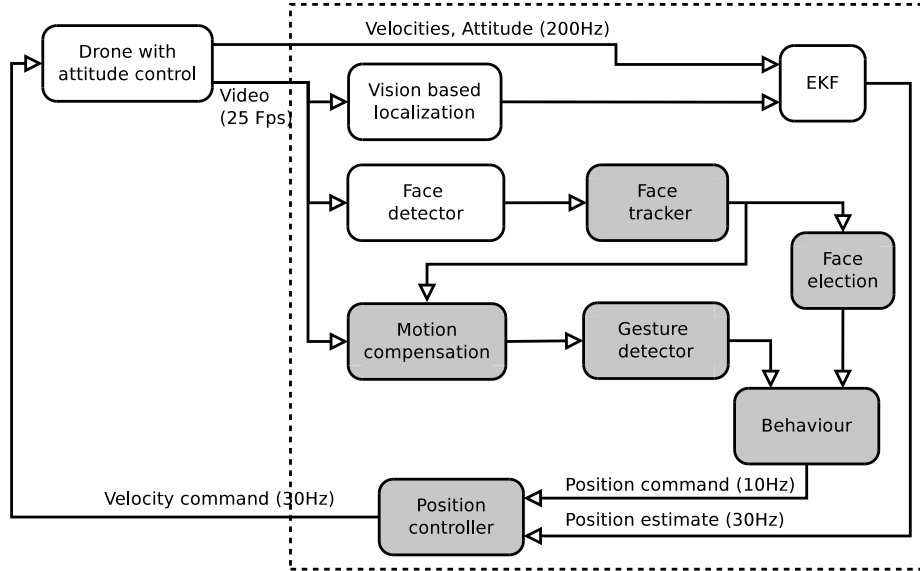 Velocities, Attitude (200Hz)
Drone with
attitude control
Video
(25 Fps)
Vision based
localization
EKF
Face
detector
Face
tracker
Face
election
Motion
compensation
Gesture
detector
Behaviour
Position command (10Hz)
Velocity command (30Hz)
Position
controller
Position estimate (30Hz)